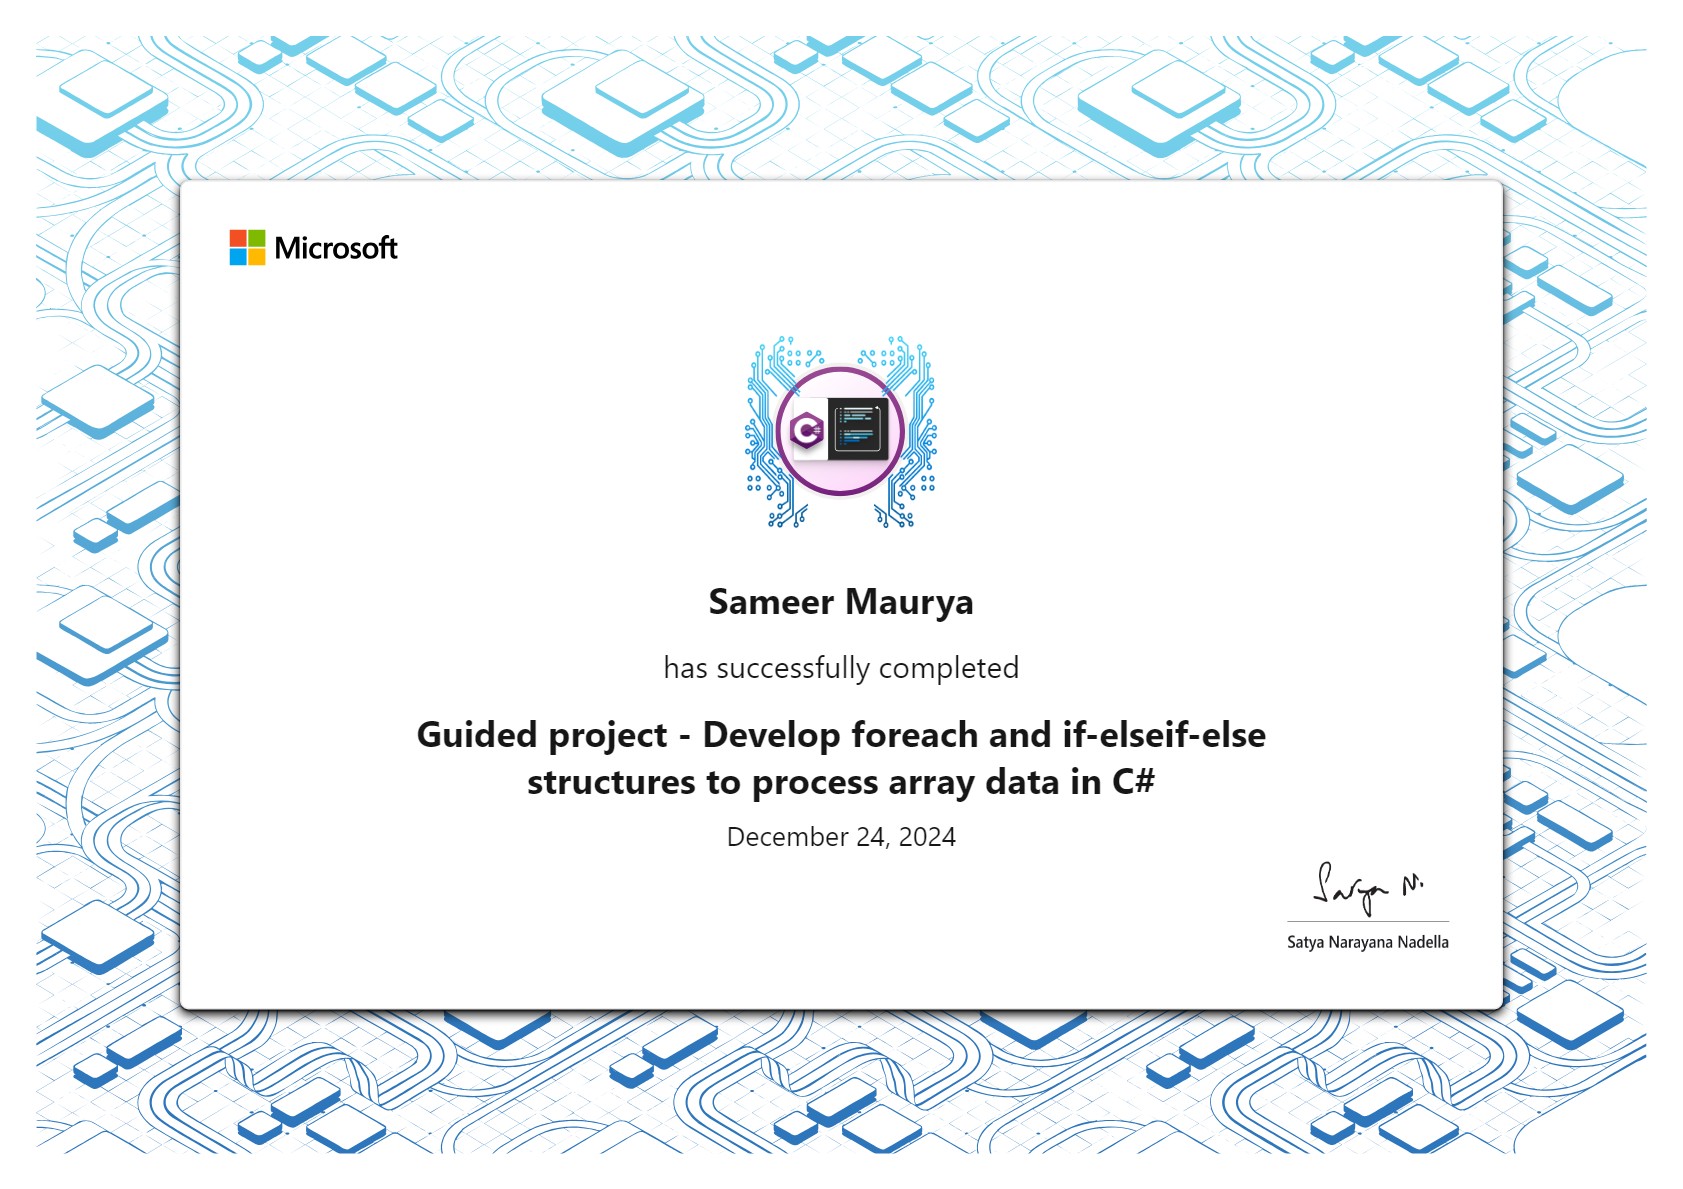 Microsoft
Sameer Maurya
has successfully completed
Guided project - Develop foreach and if-elseif-else
structures to process array data in C#
December 24, 2024
Satya N.
Satya Narayana Nadella